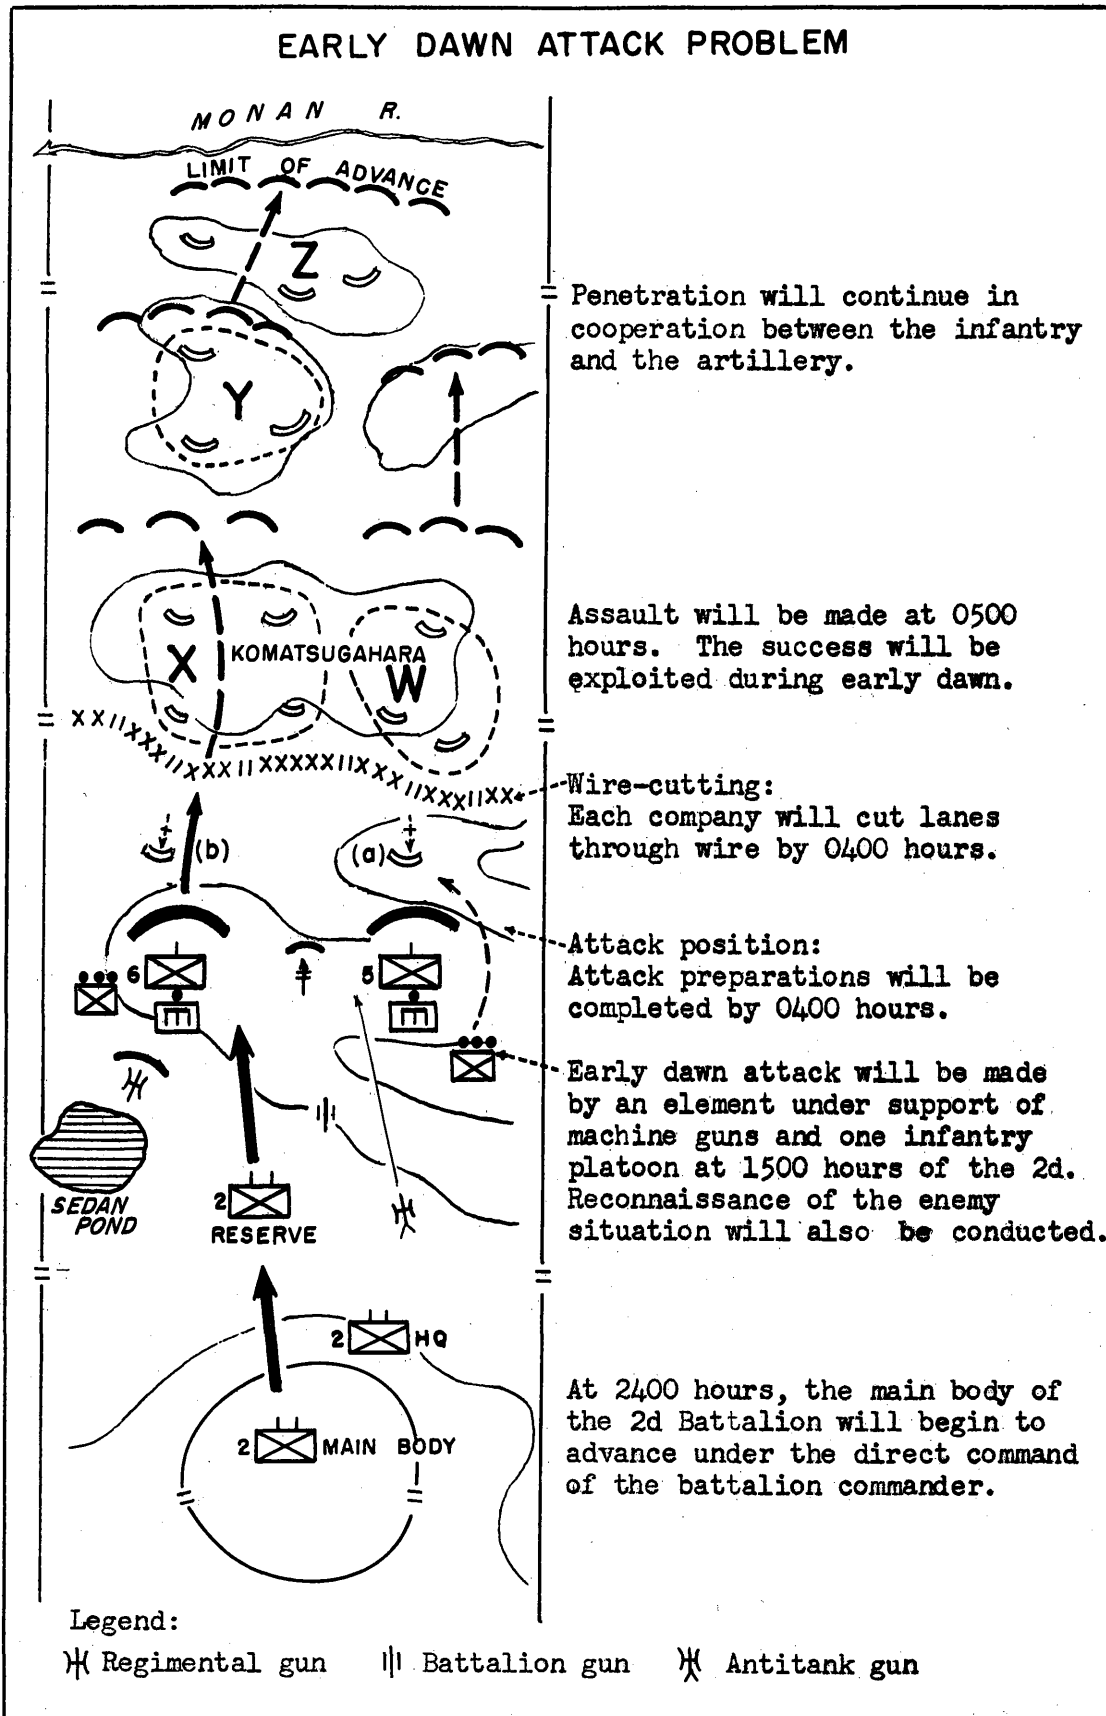 EARLY DAWN ATTACK PROBLEM
MONAN R.
LIMIT OF ADVANCE
Z
Penetration will continue in
cooperation between the infantry
and the artillery.
Y
Assault will be made at 0500
hours. The success will be
exploited during early dawn.
X KOMATSUGAHARA W
XX11XXX11XXX11XXXXX11XXX11XXX11XX
Wire-cutting:
Each company will cut lanes
through wire by 0400 hours.
(b) (a)
Attack position:
Attack preparations will be
completed by 0400 hours.
6 5
Early dawn attack will be made
by an element under support of
machine guns and one infantry
platoon at 1500 hours of the 2d.
Reconnaissance of the enemy
situation will also be conducted.
SEDAN
POND
2
RESERVE
2 HQ
At 2400 hours, the main body of
the 2d Battalion will begin to
advance under the direct command
of the battalion commander.
2 MAIN BODY
Legend:
Regimental gun Battalion gun Antitank gun